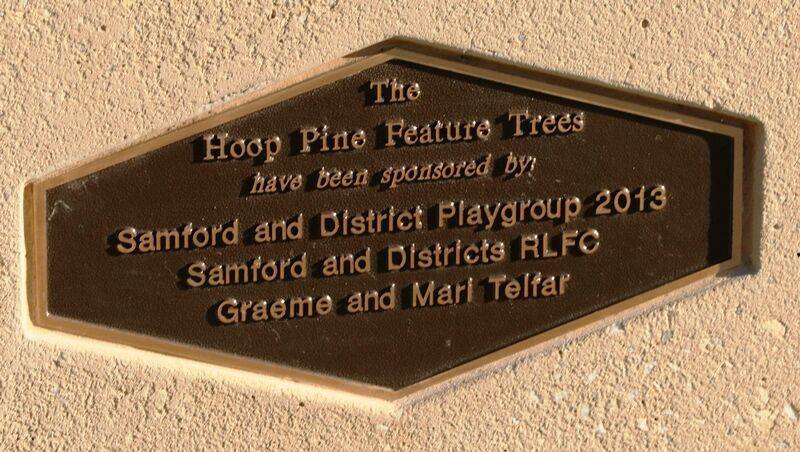 The
Hoop Pine Feature Trees
have been sponsored by:
Samford and District Playgroup 2013
Samford and Districts RLFC
Graeme and Mari Telfar